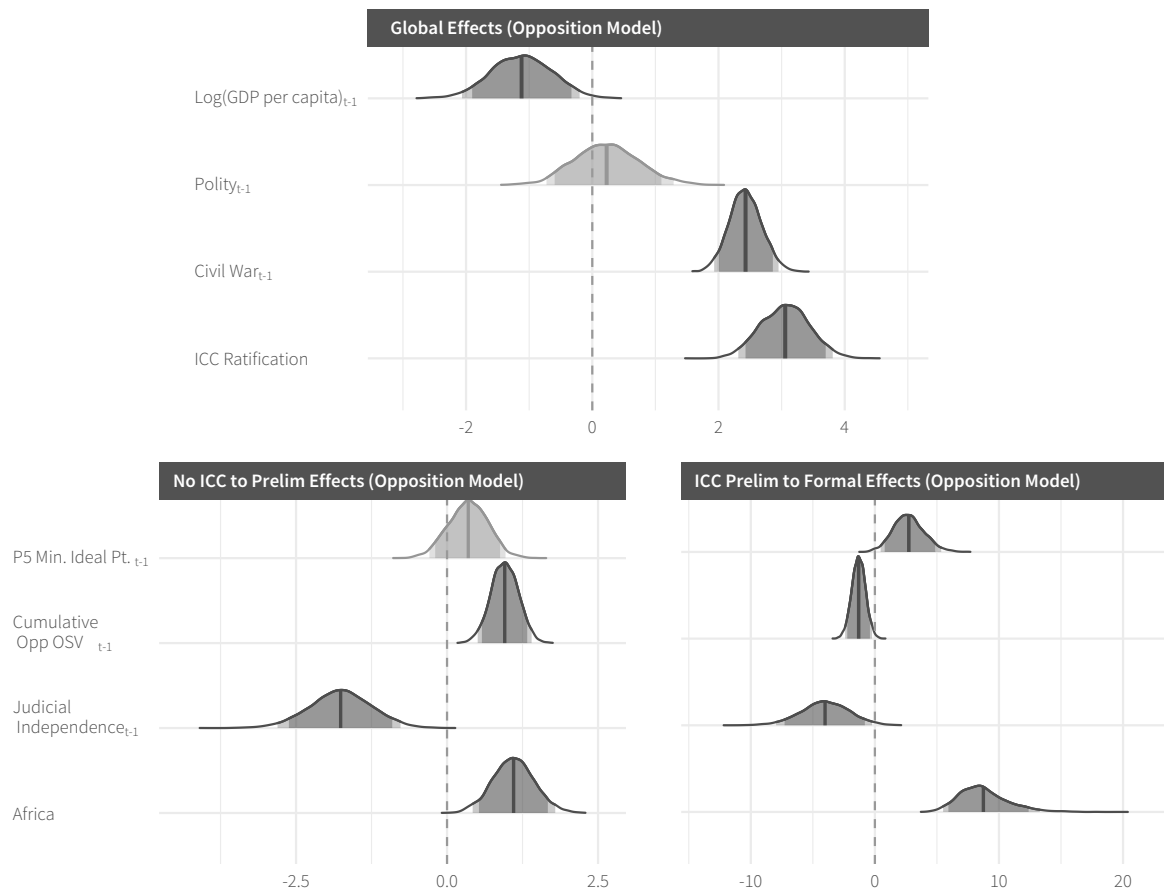 Global Effects (Opposition Model)
Log(GDP per capita)t-1
Polityt-1
Civil Wart-1
ICC Ratification
-2 0 2 4
No ICC to Prelim Effects (Opposition Model)
ICC Prelim to Formal Effects (Opposition Model)
P5 Min. Ideal Pt. t-1
Cumulative
Opp OSV t-1
Judicial
Independencet-1
Africa
-2.5 0.0 2.5
-10 0 10 20